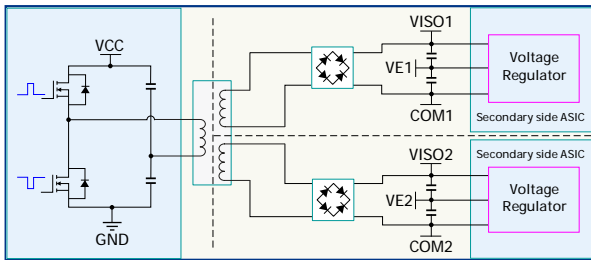 VCC
GND
VISO1
VE1
COM1
Voltage
Regulator
Secondary side ASIC
VISO2
VE2
COM2
Secondary side ASIC
Voltage
Regulator